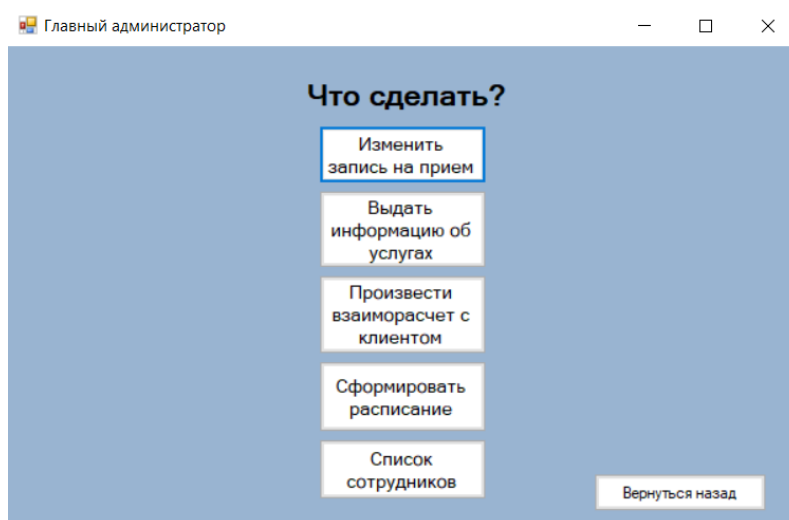 Главный администратор
Что сделать?
Изменить
запись на прием
Выдать
информацию об
услугах
Произвести
взаиморасчет с
клиентом
Сформировать
расписание
Список
сотрудников
Вернуться назад